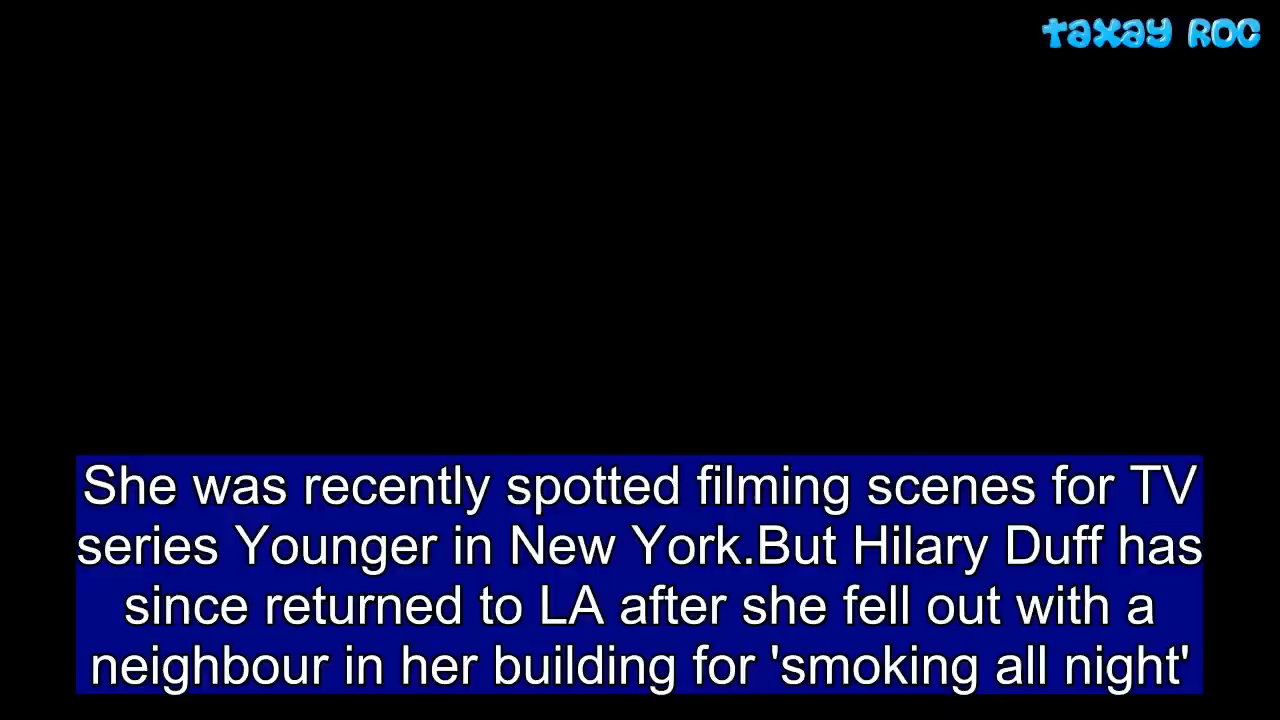 taxay ROC
She was recently spotted filming scenes for TV
series Younger in New York.But Hilary Duff has
since returned to LA after she fell out with a
neighbour in her building for 'smoking all night'